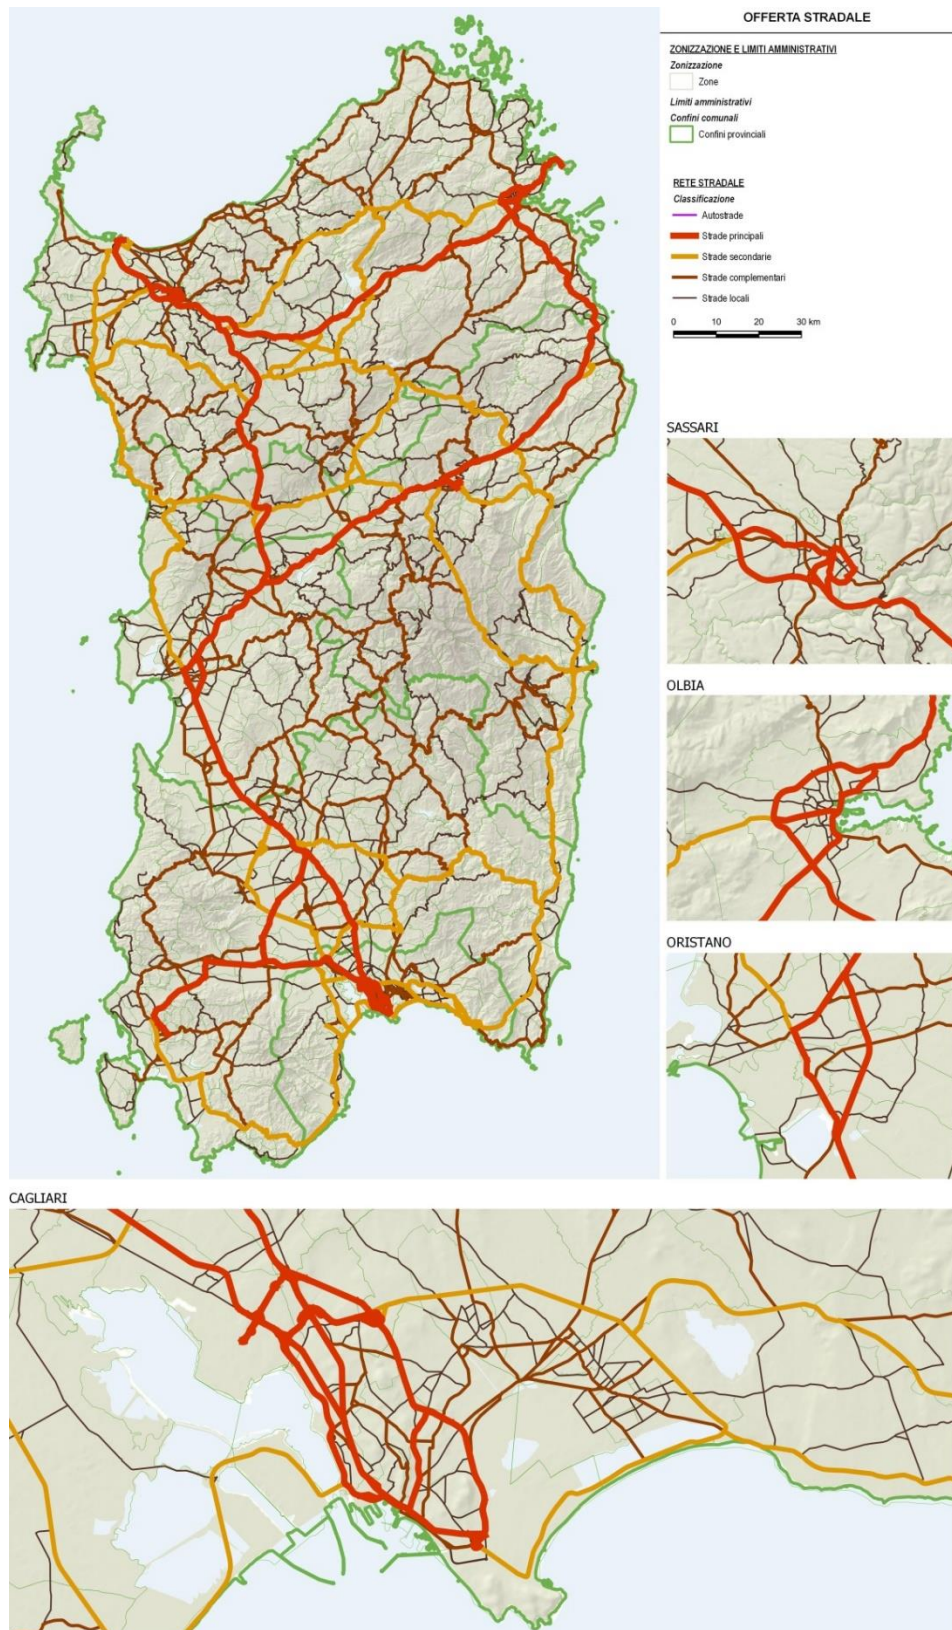 OFFERTA STRADALE
ZONIZZAZIONE E LIMITI AMMINISTRATIVI
Zonizzazione
Zone
Limiti amministrativi
Confini comunali
Confini provinciali
RETE STRADALE
Classificazione
Autostrade
Strade principali
Strade secondarie
Strade complementari
Strade locali
0 10 20 30 km
SASSARI
OLBIA
ORISTANO
CAGLIARI